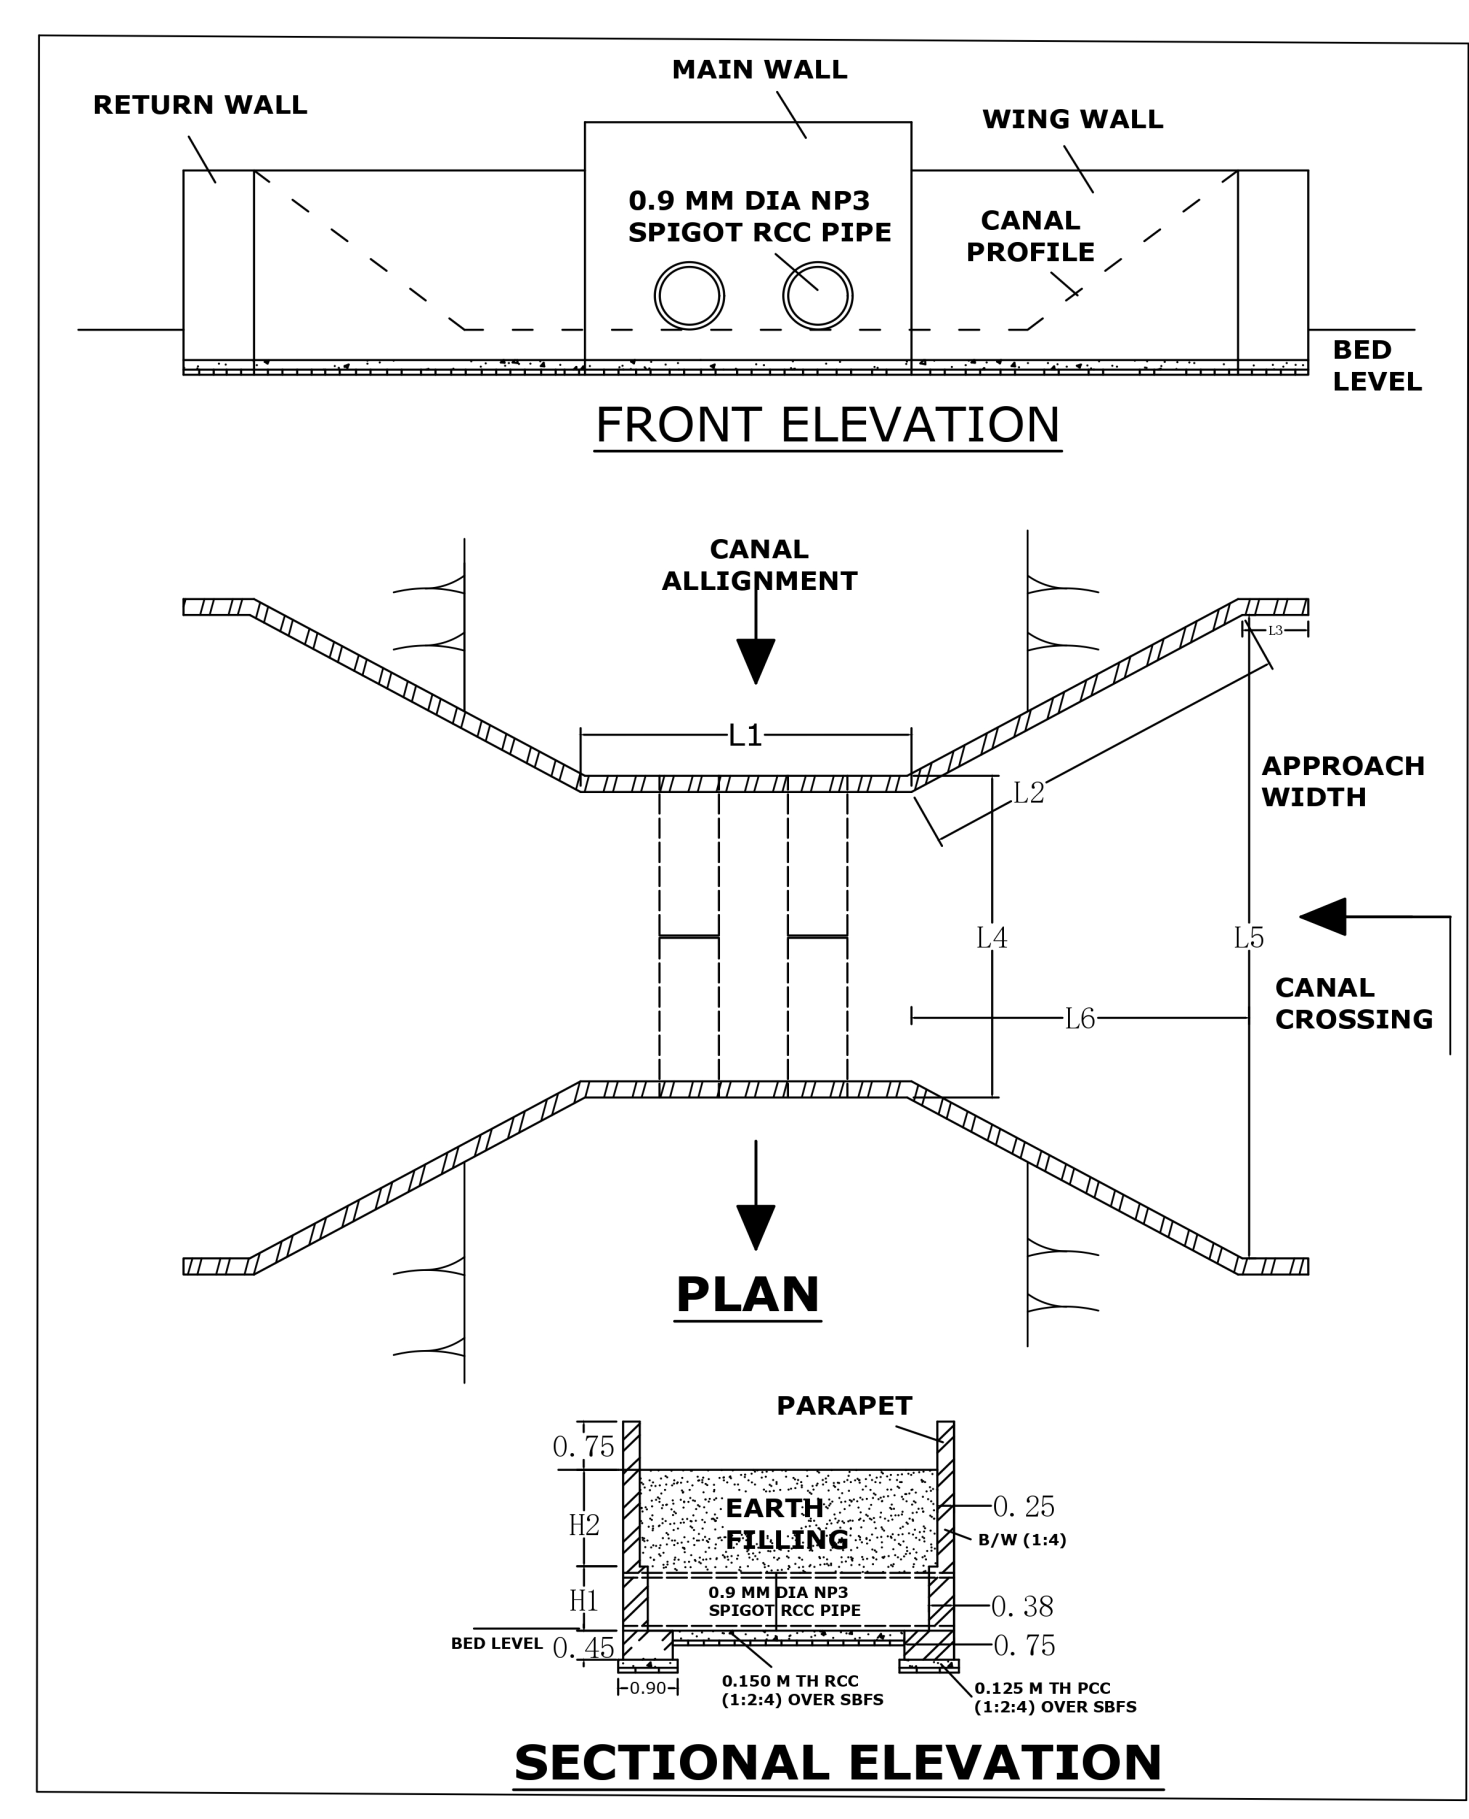 MAIN WALL
RETURN WALL
WING WALL
0.9 MM DIA NP3
SPIGOT RCC PIPE
CANAL
PROFILE
BED
LEVEL
FRONT ELEVATION
CANAL
ALLIGNMENT
L3
L1
L2
APPROACH
WIDTH
L4
L5
CANAL
CROSSING
L6
PLAN
PARAPET
0.75
EARTH
FILLING
0.25
H2
B/W (1:4)
0.9 MM DIA NP3
SPIGOT RCC PIPE
H1
0.38
BED LEVEL
0.45
0.75
0.90
0.150 M TH RCC
(1:2:4) OVER SBFS
0.125 M TH PCC
(1:2:4) OVER SBFS
SECTIONAL ELEVATION